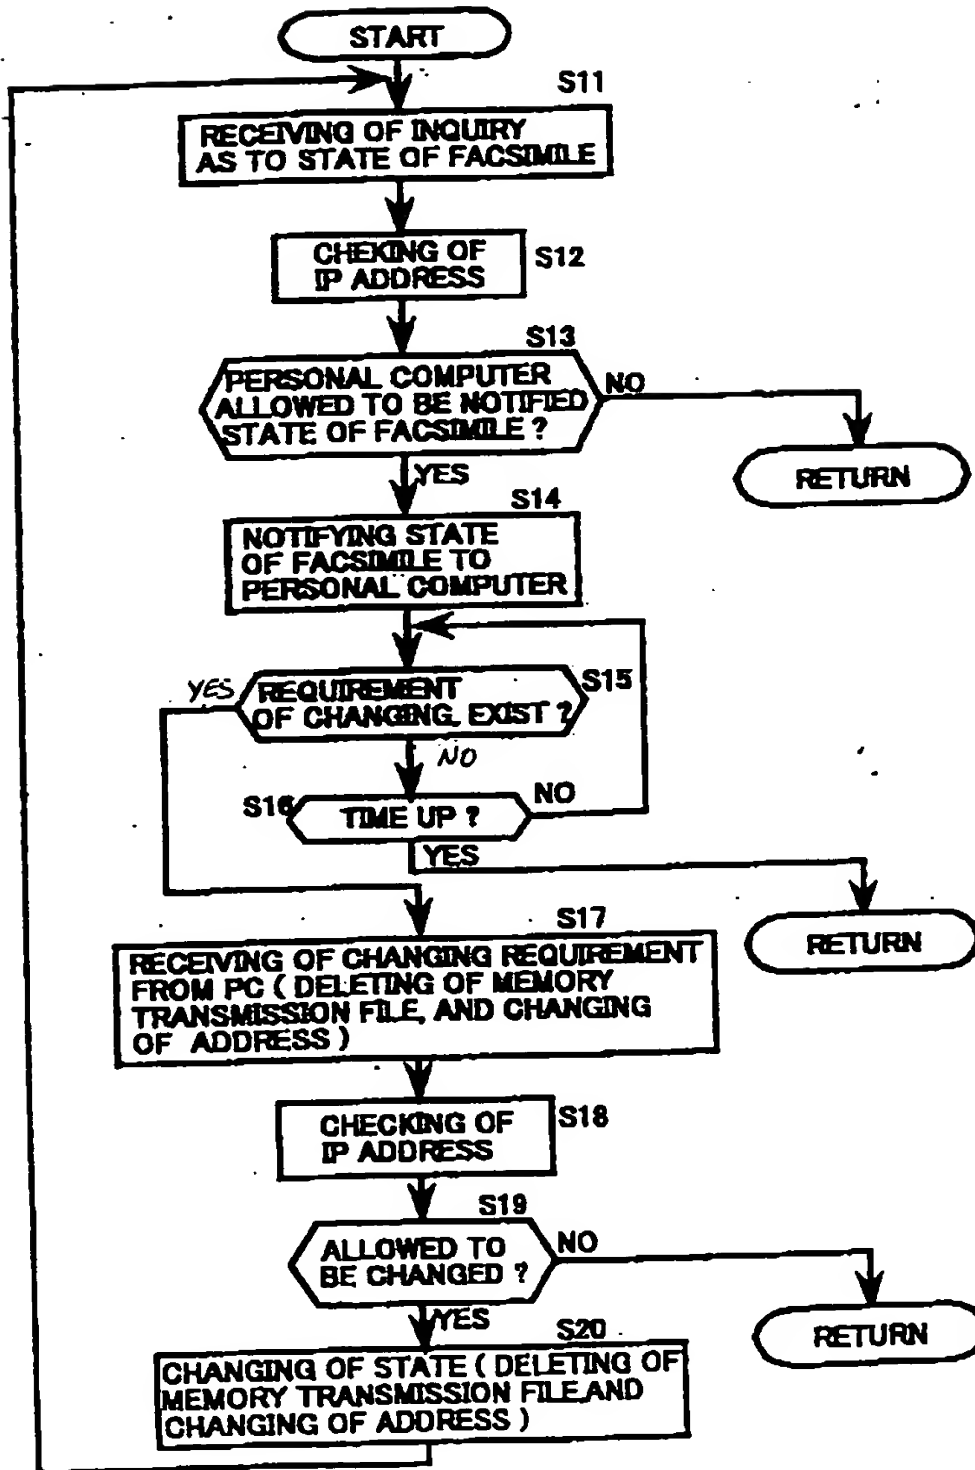 START
S11
RECEIVING OF INQUIRY
AS TO STATE OF FACSIMILE
CHEKING OF
IP ADDRESS
S12
S13
PERSONAL COMPUTER
ALLOWED TO BE NOTIFIED
STATE OF FACSIMILE ?
NO
RETURN
YES
S14
NOTIFYING STATE
OF FACSIMILE TO
PERSONAL COMPUTER
YES
REQUIREMENT
OF CHANGING, EXIST ?
S15
NO
S16
TIME UP ?
NO
YES
RETURN
S17
RECEIVING OF CHANGING REQUIREMENT
FROM PC ( DELETING OF MEMORY
TRANSMISSION FILE, AND CHANGING
OF ADDRESS )
CHECKING OF
IP ADDRESS
S18
S19
ALLOWED TO
BE CHANGED ?
NO
RETURN
YES
S20
CHANGING OF STATE ( DELETING OF
MEMORY TRANSMISSION FILE,AND
CHANGING OF ADDRESS )